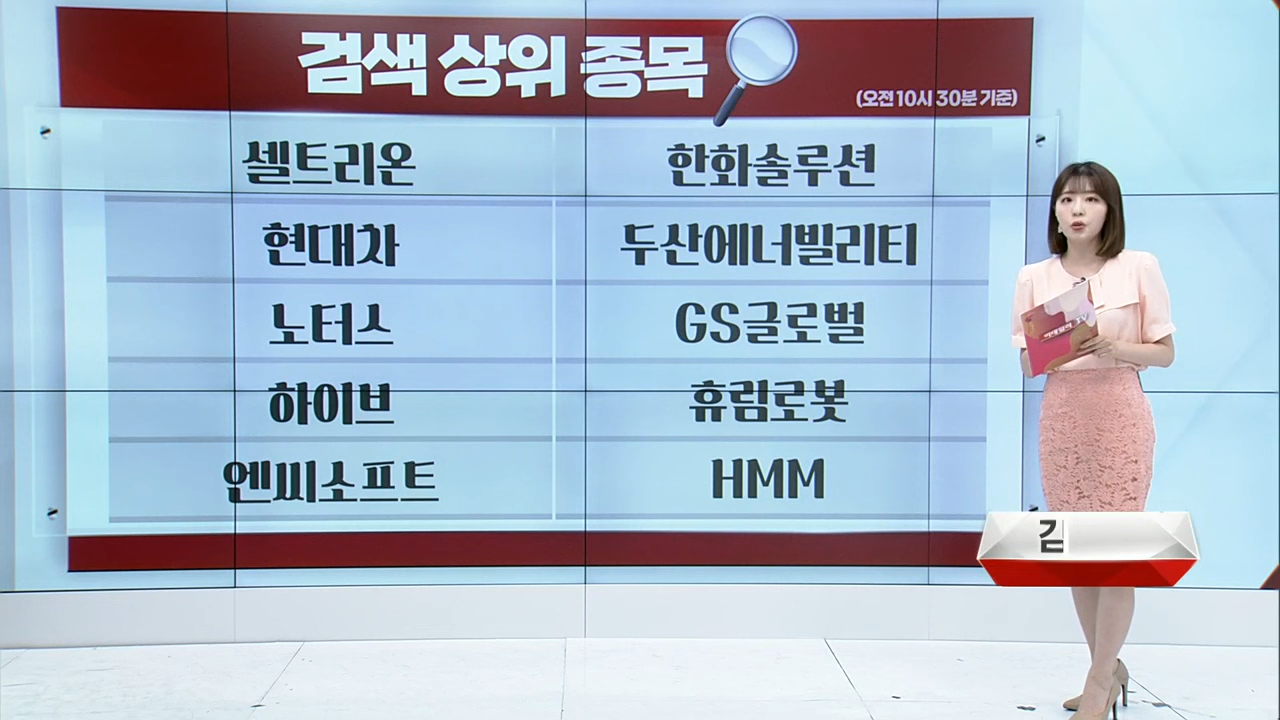 검색 상위 종목
(오전 10시 30분 기준)
셀트리온 한화솔루션
현대차 두산에너빌리티
노터스 GS글로벌
하이브 휴림로봇
엔씨소프트 HMM
김